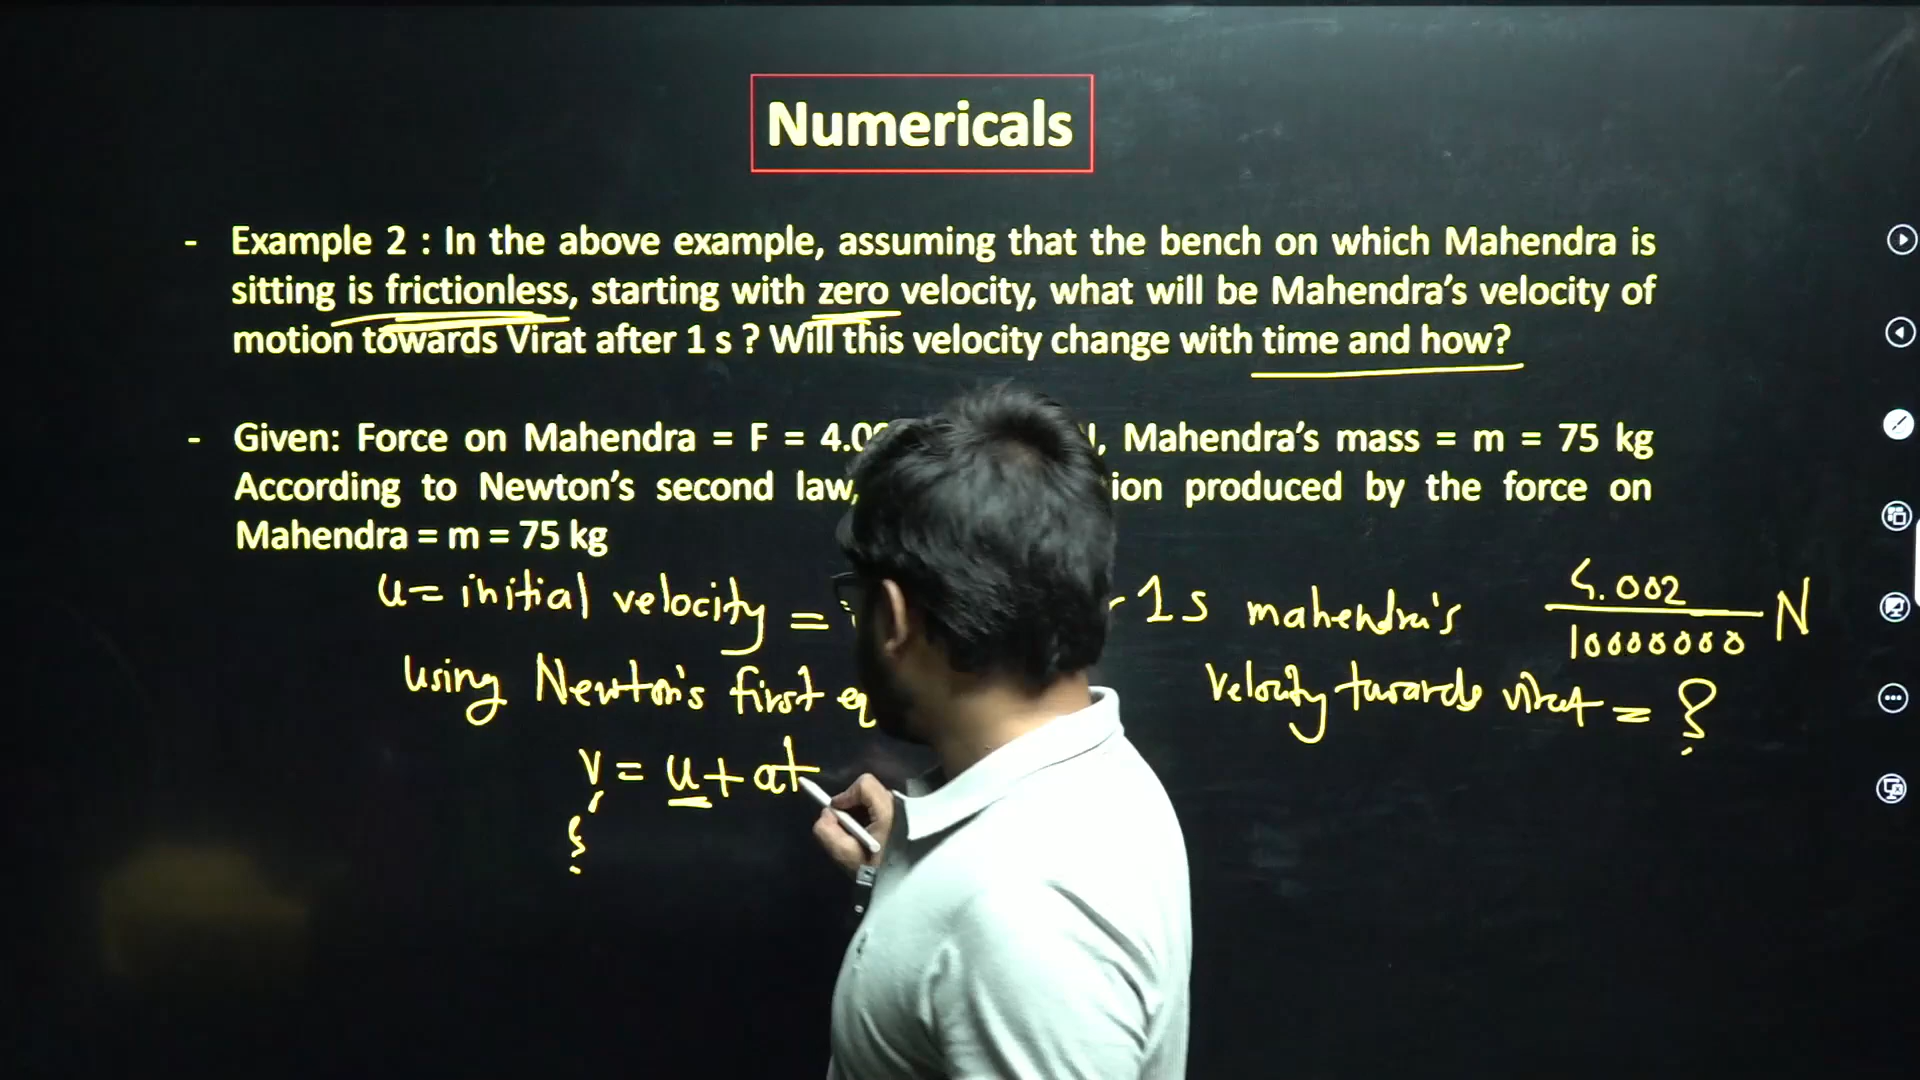 Numericals
- Example 2 : In the above example, assuming that the bench on which Mahendra is
sitting is frictionless, starting with zero velocity, what will be Mahendra's velocity of
motion towards Virat after 1 s ? Will this velocity change with time and how?
- Given: Force on Mahendra = F = 4.0 N, Mahendra's mass = m = 75 kg
According to Newton's second law, ion produced by the force on
Mahendra = m = 75 kg
u = initial velocity = 1s mahendra's 4.002
10000000 N
using Newton's first eq velocity towards virat = ?
v = u + at
?